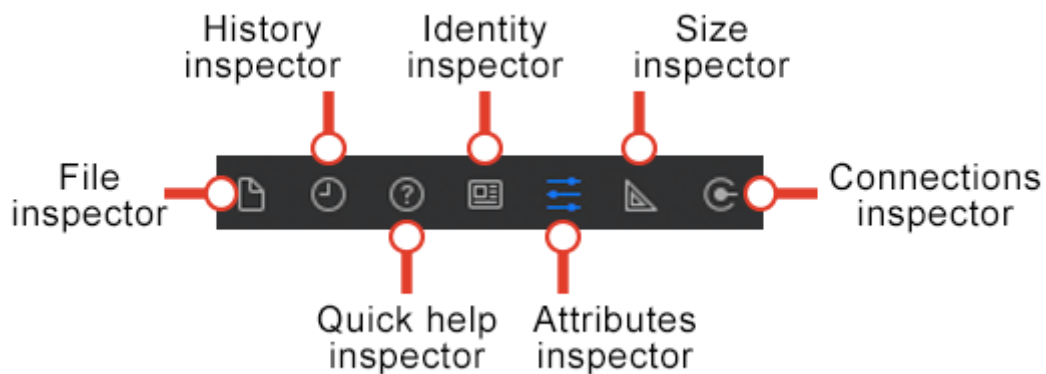 History
inspector
Identity
inspector
Size
inspector
File
inspector
Connections
inspector
Quick help
inspector
Attributes
inspector